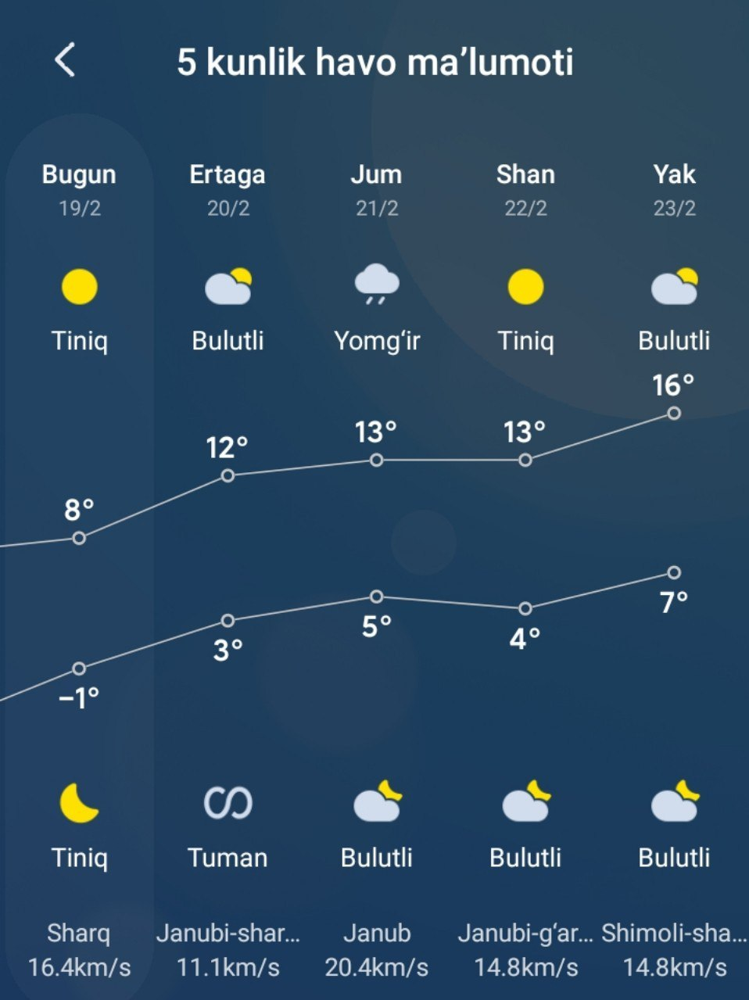 5 kunlik havo ma’lumoti
Bugun Ertaga Jum Shan Yak
19/2 20/2 21/2 22/2 23/2
Tiniq Bulutli Yomg‘ir Tiniq Bulutli
16°
13° 13°
12°
8°
7°
5°
4°
3°
−1°
Tiniq Tuman Bulutli Bulutli Bulutli
Sharq Janubi-shar... Janub Janubi-g‘ar... Shimoli-sha...
16.4km/s 11.1km/s 20.4km/s 14.8km/s 14.8km/s